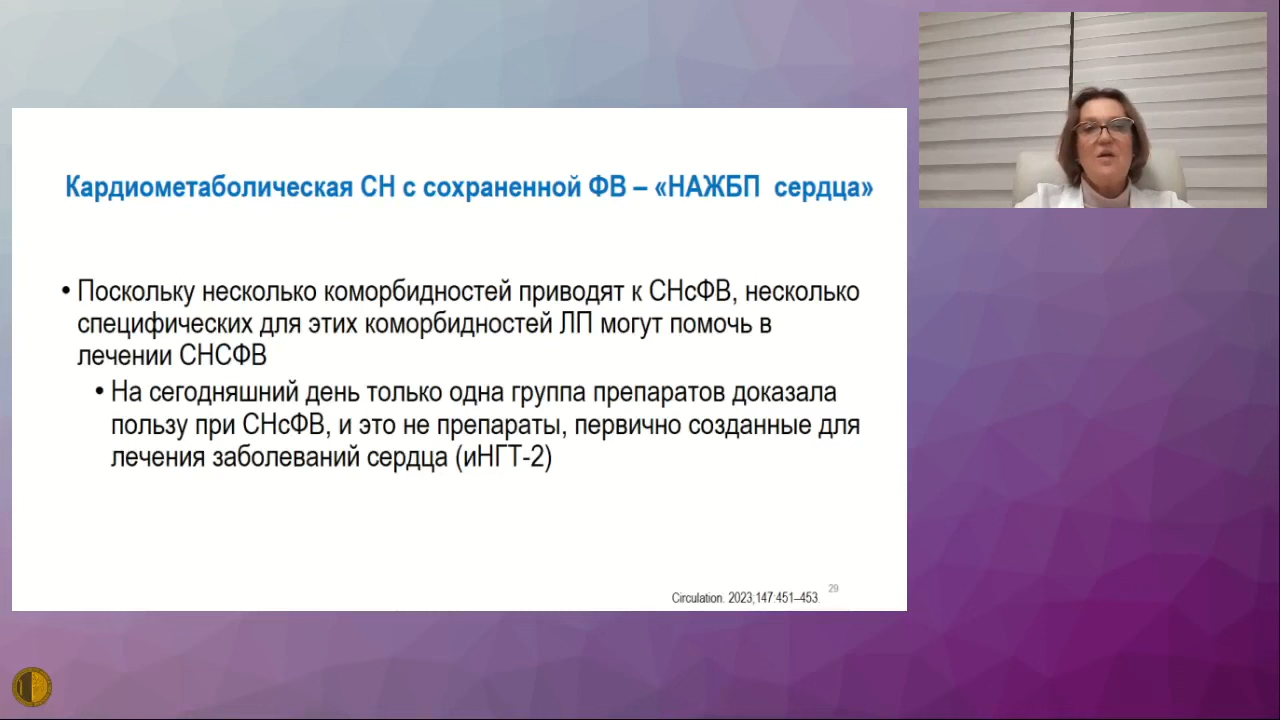 Кардиометаболическая СН с сохраненной ФВ – «НАЖБП сердца»
• Поскольку несколько коморбидностей приводят к СНсФВ, несколько
специфических для этих коморбидностей ЛП могут помочь в
лечении СНСФВ
• На сегодняшний день только одна группа препаратов доказала
пользу при СНсФВ, и это не препараты, первично созданные для
лечения заболеваний сердца (иНГТ-2)
29
Circulation. 2023;147:451–453.